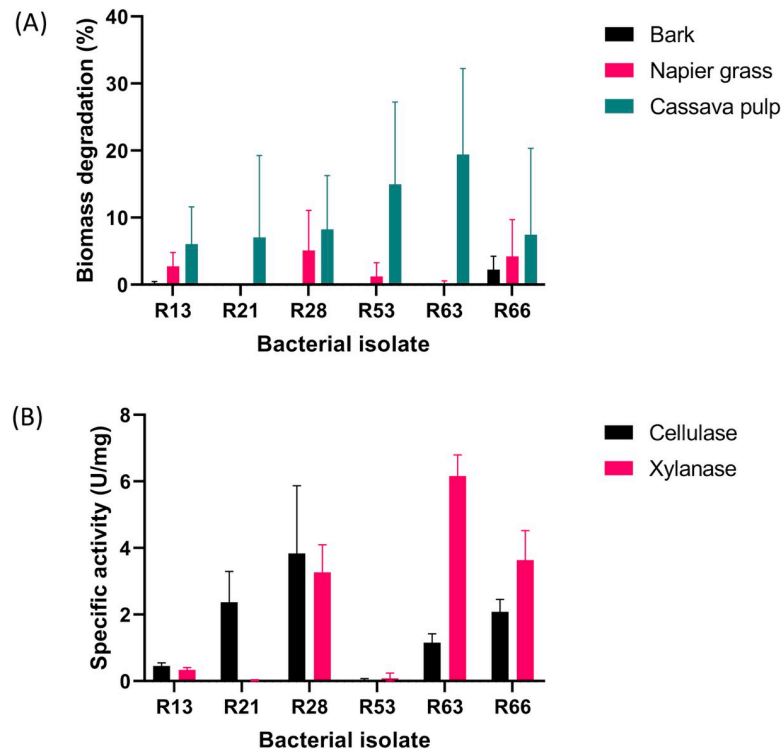 (A)
Biomass degradation (%)
40
30
20
10
0
R13 R21 R28 R53 R63 R66
Bacterial isolate
Bark
Napier grass
Cassava pulp
(B)
Specific activity (U/mg)
8
6
4
2
0
R13 R21 R28 R53 R63 R66
Bacterial isolate
Cellulase
Xylanase